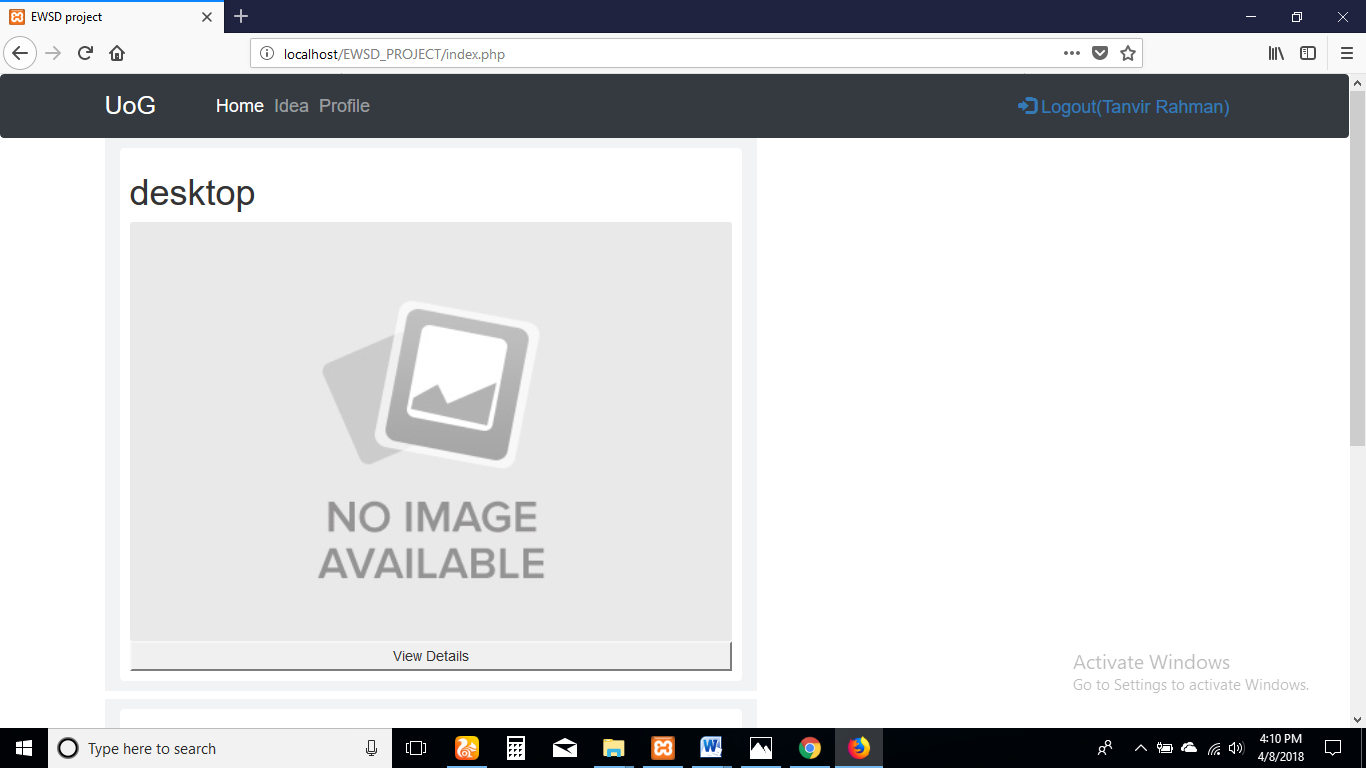 EWSD project
localhost/EWSD_PROJECT/index.php
UoG Home Idea Profile Logout(Tanvir Rahman)
desktop
NO IMAGE
AVAILABLE
View Details
Activate Windows
Go to Settings to activate Windows.
Type here to search
4:10 PM
4/8/2018